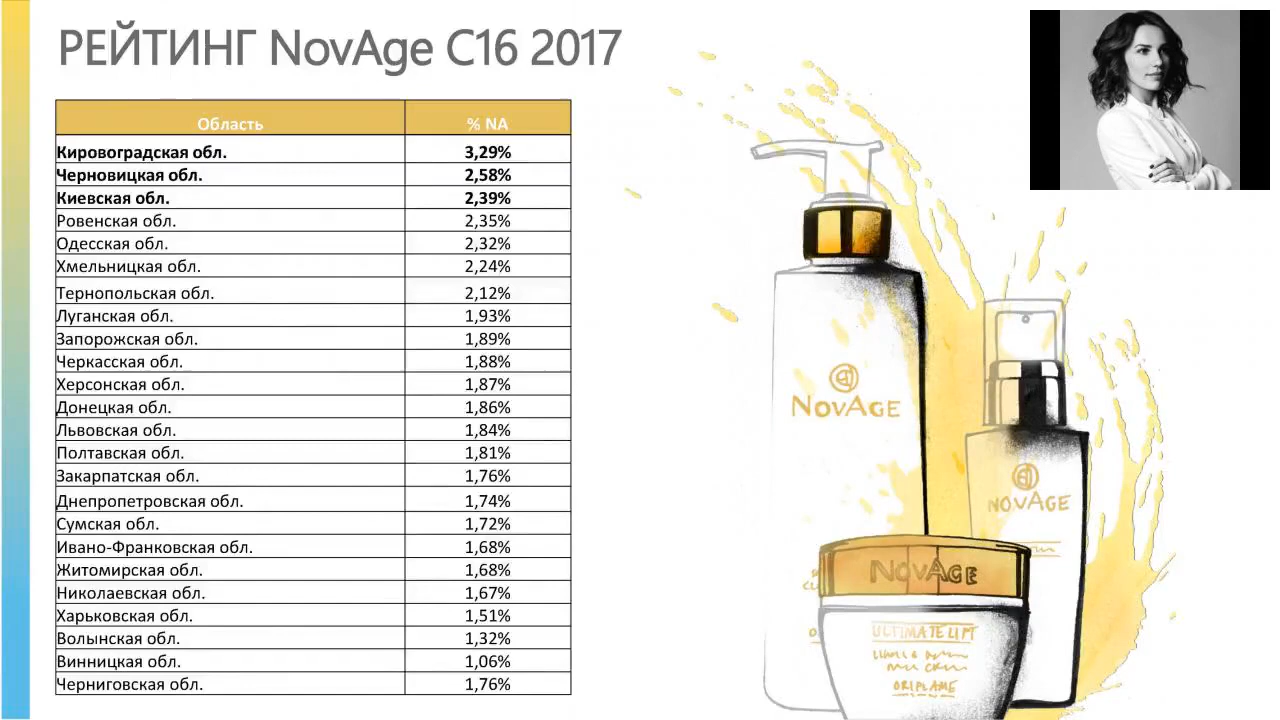 РЕЙТИНГ NovAge C16 2017
Область % NA
Кировоградская обл. 3,29%
Черновицкая обл. 2,58%
Киевская обл. 2,39%
Ровенская обл. 2,35%
Одесская обл. 2,32%
Хмельницкая обл. 2,24%
Тернопольская обл. 2,12%
Луганская обл. 1,93%
Запорожская обл. 1,89%
Черкасская обл. 1,88%
Херсонская обл. 1,87%
Донецкая обл. 1,86%
Львовская обл. 1,84%
Полтавская обл. 1,81%
Закарпатская обл. 1,76%
Днепропетровская обл. 1,74%
Сумская обл. 1,72%
Ивано-Франковская обл. 1,68%
Житомирская обл. 1,68%
Николаевская обл. 1,67%
Харьковская обл. 1,51%
Волынская обл. 1,32%
Винницкая обл. 1,06%
Черниговская обл. 1,76%
NOVAGE
NOVAGE
NOVAGE
ULTIMATE LIFT
ORIFLAME